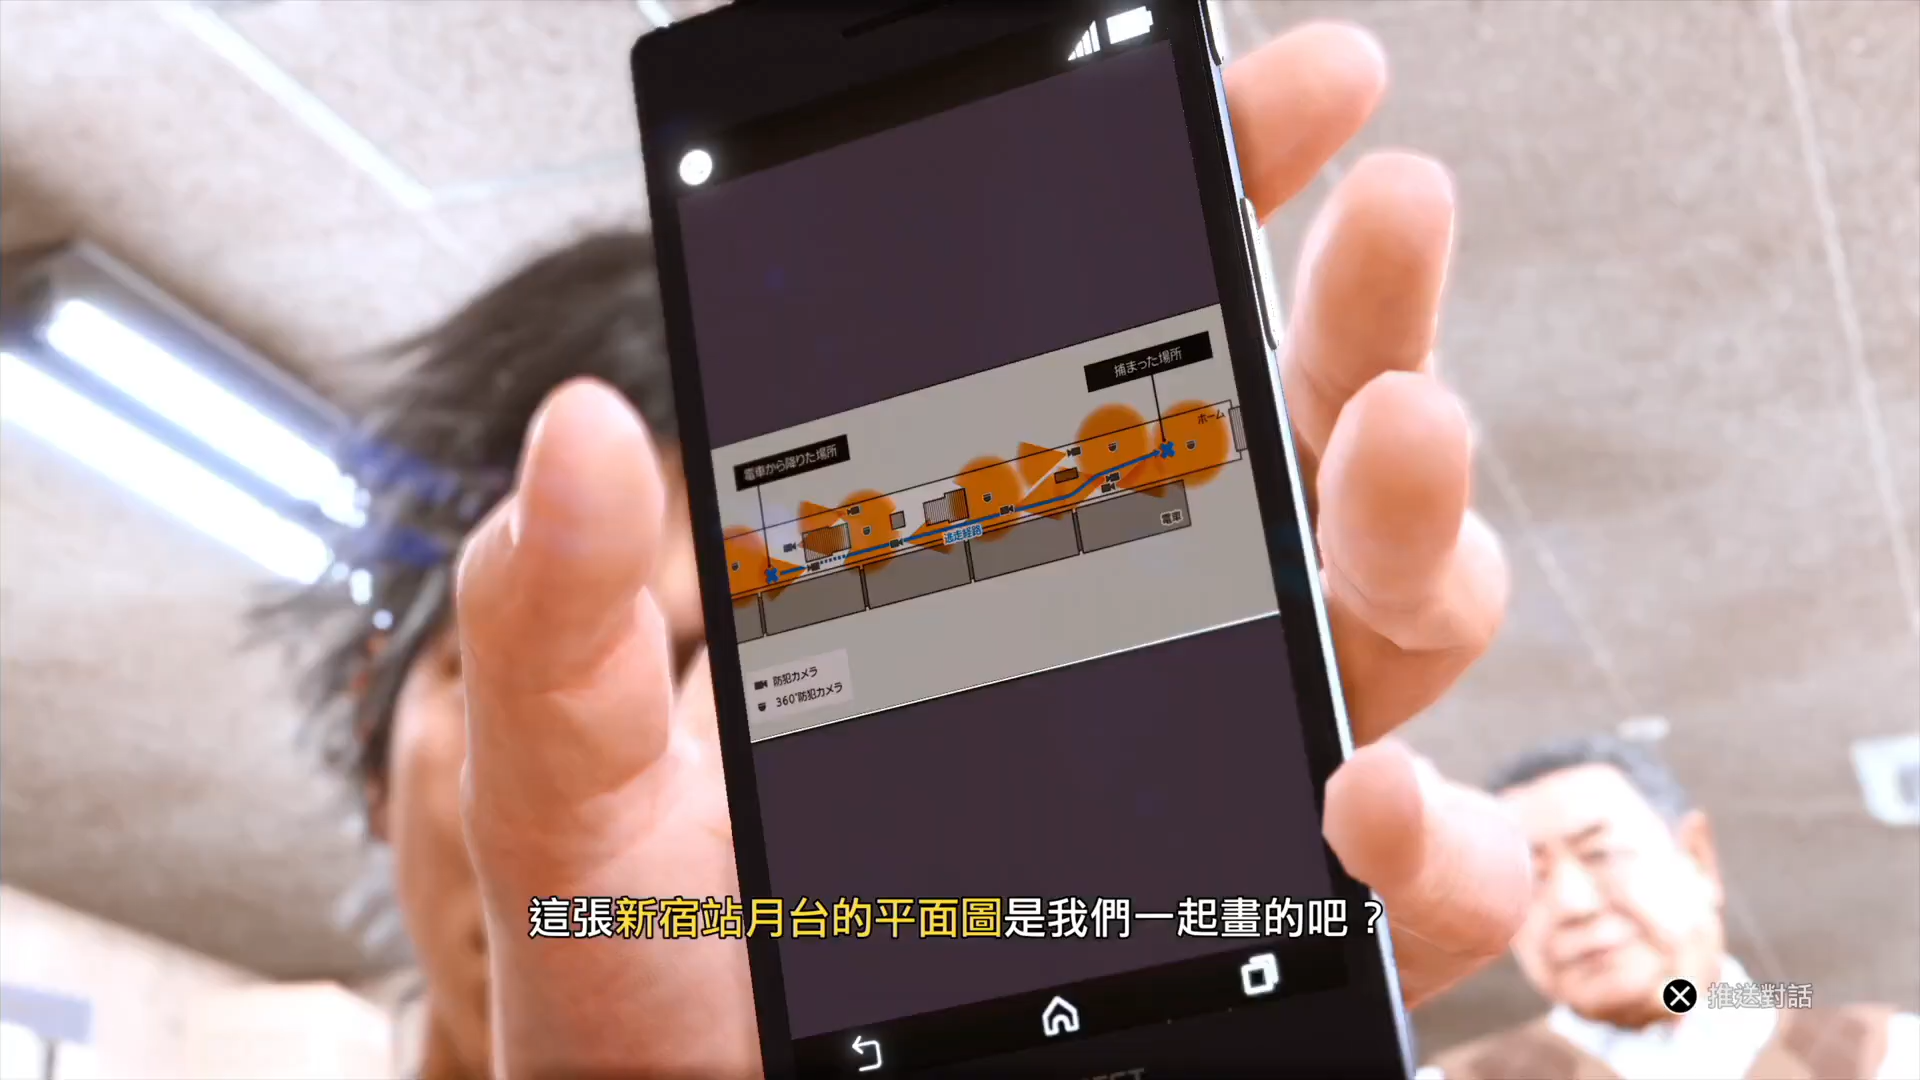 捕まった場所
ホーム
電車から降りた場所
逃走経路
電車
防犯カメラ
360°防犯カメラ
這張新宿站月台的平面圖是我們一起畫的吧？
推送對話